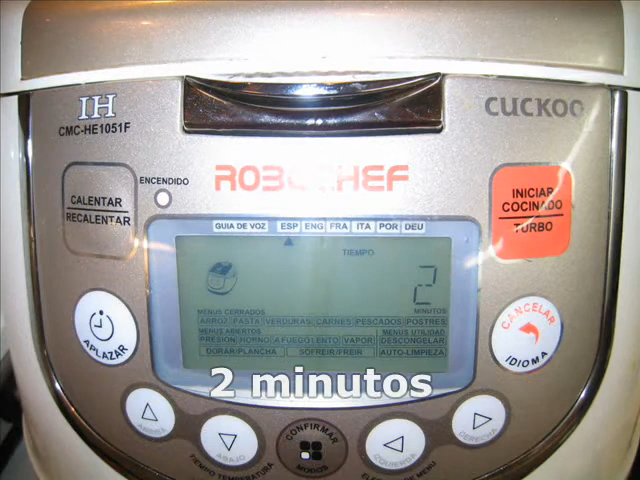 IH
CMC-HE1051F
CUCKOO
ROBOCHEF
CALENTAR
RECALENTAR
ENCENDIDO
INICIAR
COCINADO
TURBO
GUIA DE VOZ ESP ENG FRA ITA POR DEU
TIEMPO
2
MINUTOS
MENUS CERRADOS
ARROZ PASTA VERDURAS CARNES PESCADOS POSTRES
MENUS ABIERTOS MENUS UTILIDAD
PRESION HORNO A FUEGO LENTO VAPOR DESCONGELAR
DORAR/PLANCHA SOFREIR/FREIR AUTO-LIMPIEZA
APLAZAR
CANCELAR
IDIOMA
2 minutos
ARRIBA
ABAJO
CONFIRMAR
MODOS
IZQUIERDA
DERECHA
TIEMPO TEMPERATURA
MENU